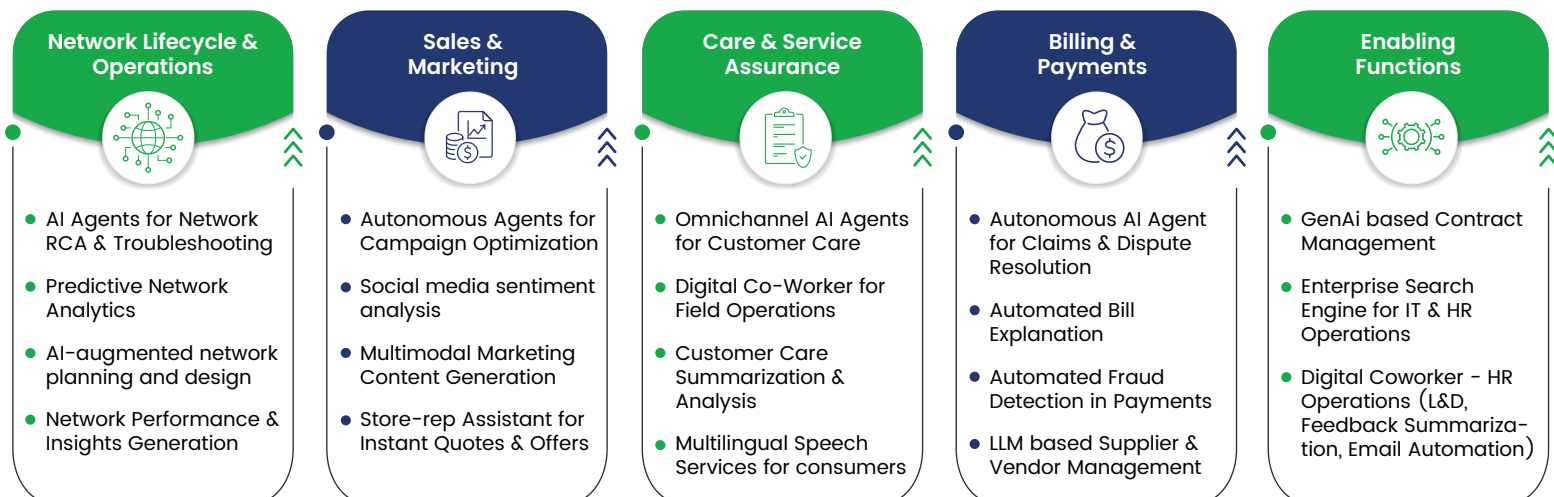 Network Lifecycle &
Operations
AI Agents for Network
RCA & Troubleshooting
Predictive Network
Analytics
AI-augmented network
planning and design
Network Performance &
Insights Generation
Sales &
Marketing
$
Autonomous Agents for
Campaign Optimization
Social media sentiment
analysis
Multimodal Marketing
Content Generation
Store-rep Assistant for
Instant Quotes & Offers
Care & Service
Assurance
Omnichannel AI Agents
for Customer Care
Digital Co-Worker for
Field Operations
Customer Care
Summarization &
Analysis
Multilingual Speech
Services for consumers
Billing &
Payments
$
Autonomous AI Agent
for Claims & Dispute
Resolution
Automated Bill
Explanation
Automated Fraud
Detection in Payments
LLM based Supplier &
Vendor Management
Enabling
Functions
GenAi based Contract
Management
Enterprise Search
Engine for IT & HR
Operations
Digital Coworker - HR
Operations (L&D,
Feedback Summariza-
tion, Email Automation)